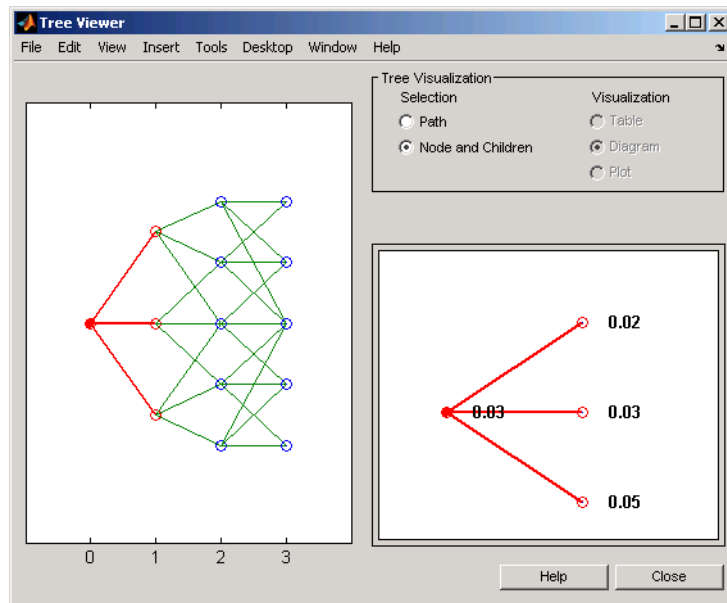 Tree Viewer
File Edit View Insert Tools Desktop Window Help
Tree Visualization
Selection
Path
Node and Children
Visualization
Table
Diagram
Plot
0 1 2 3
0.02
0.03 0.03
0.05
Help Close